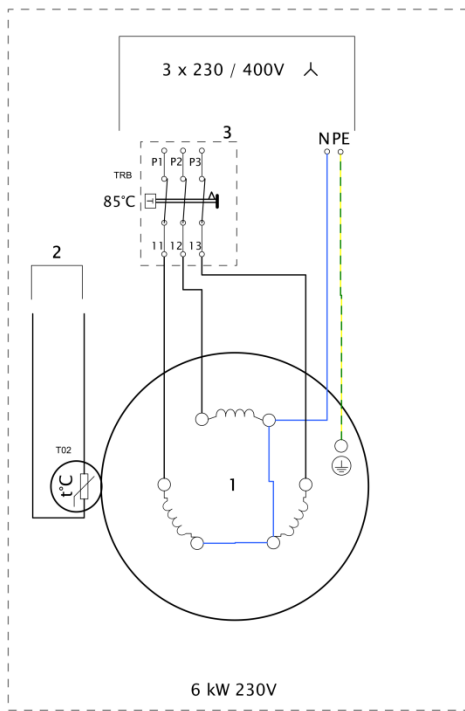 3 x 230 / 400V
3
N PE
P1 P2 P3
TRB
85°C
11 12 13
2
T02
t°C
1
6 kW 230V